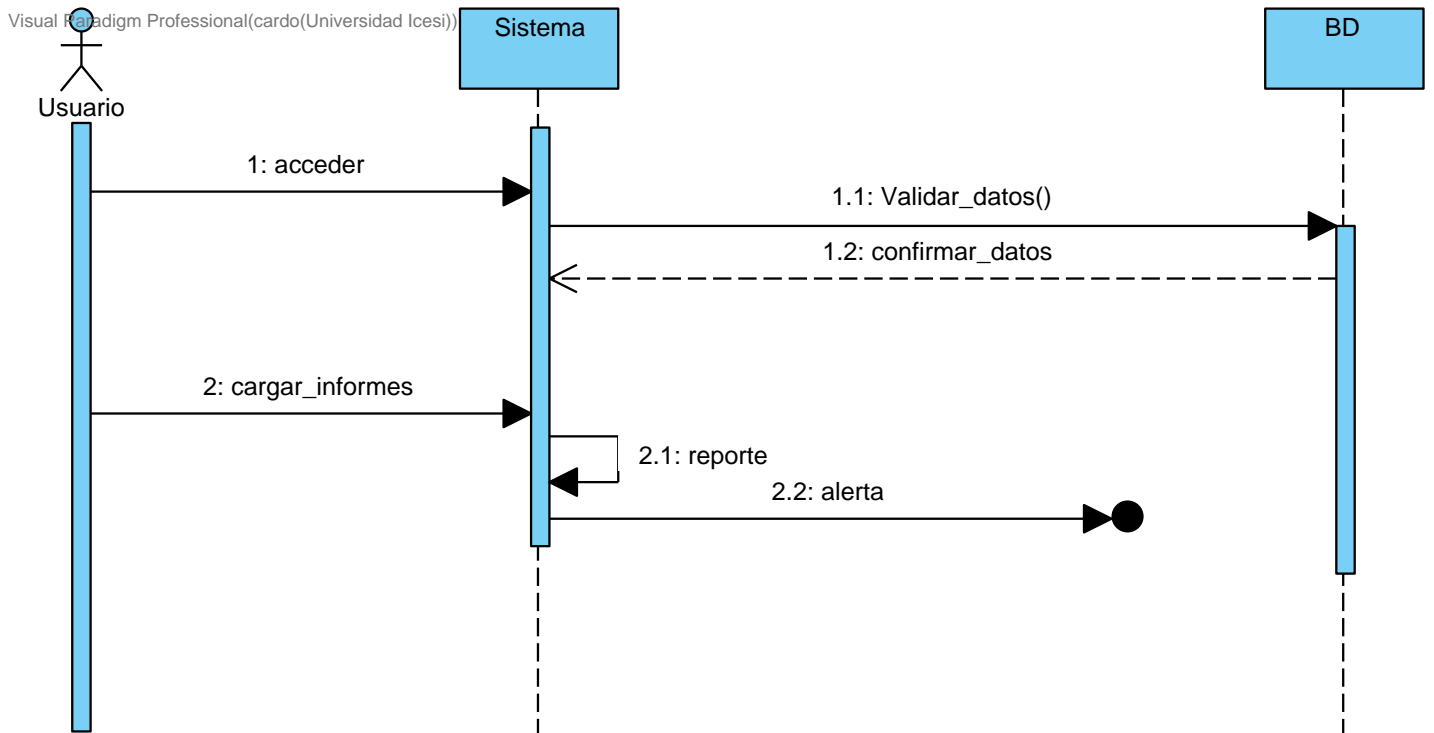 Visual Paradigm Professional(cardo(Universidad Icesi))
Sistema
BD
Usuario
1: acceder
1.1: Validar_datos()
1.2: confirmar_datos
2: cargar_informes
2.1: reporte
2.2: alerta